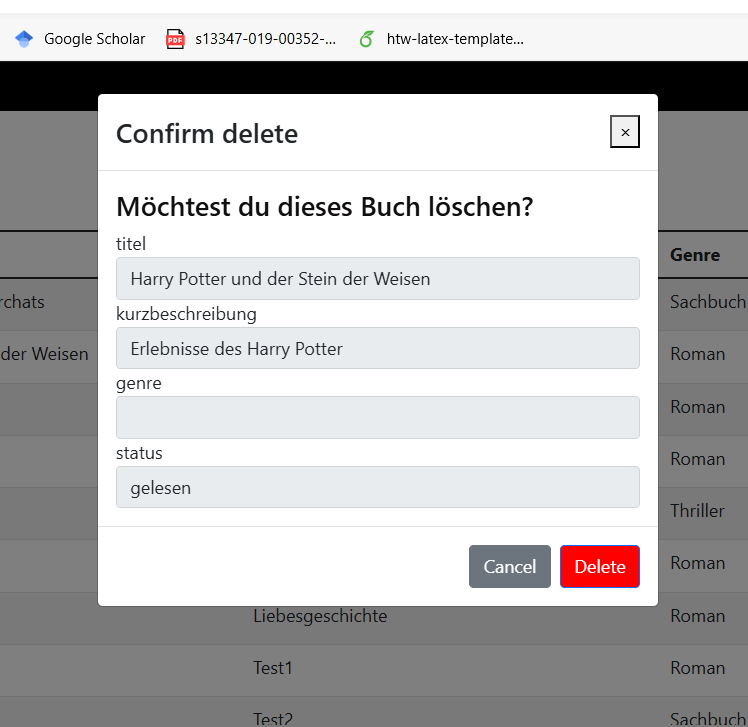 Google Scholar s13347-019-00352-... htw-latex-template...
Confirm delete ×
Möchtest du dieses Buch löschen?
titel
Genre
Harry Potter und der Stein der Weisen
rchats Sachbuch
kurzbeschreibung
der Weisen Erlebnisse des Harry Potter Roman
genre
Roman
status Roman
gelesen
Thriller
Cancel Delete Roman
Liebesgeschichte Roman
Test1 Roman
Test2 Sachbuch